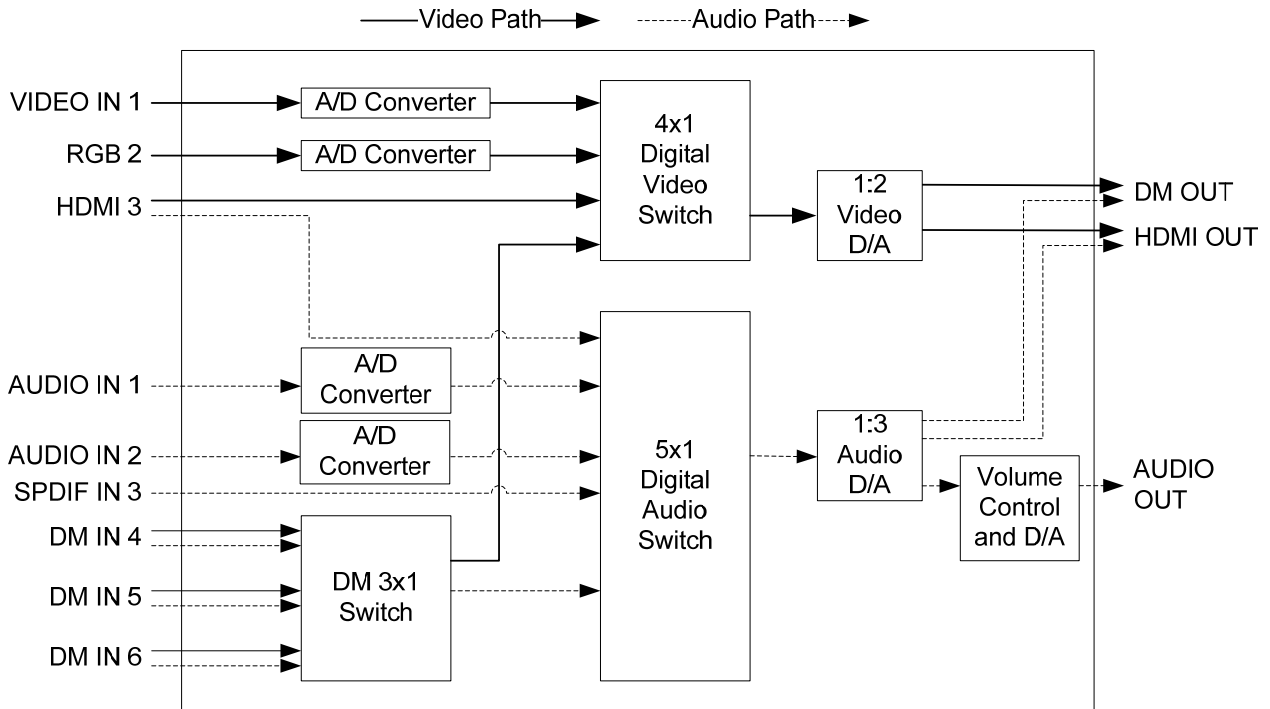 Video Path
Audio Path
VIDEO IN 1
A/D Converter
RGB 2
A/D Converter
HDMI 3
4x1
Digital
Video
Switch
1:2
Video
D/A
DM OUT
HDMI OUT
AUDIO IN 1
A/D
Converter
AUDIO IN 2
A/D
Converter
SPDIF IN 3
DM IN 4
DM IN 5
DM IN 6
DM 3x1
Switch
5x1
Digital
Audio
Switch
1:3
Audio
D/A
Volume
Control
and D/A
AUDIO
OUT